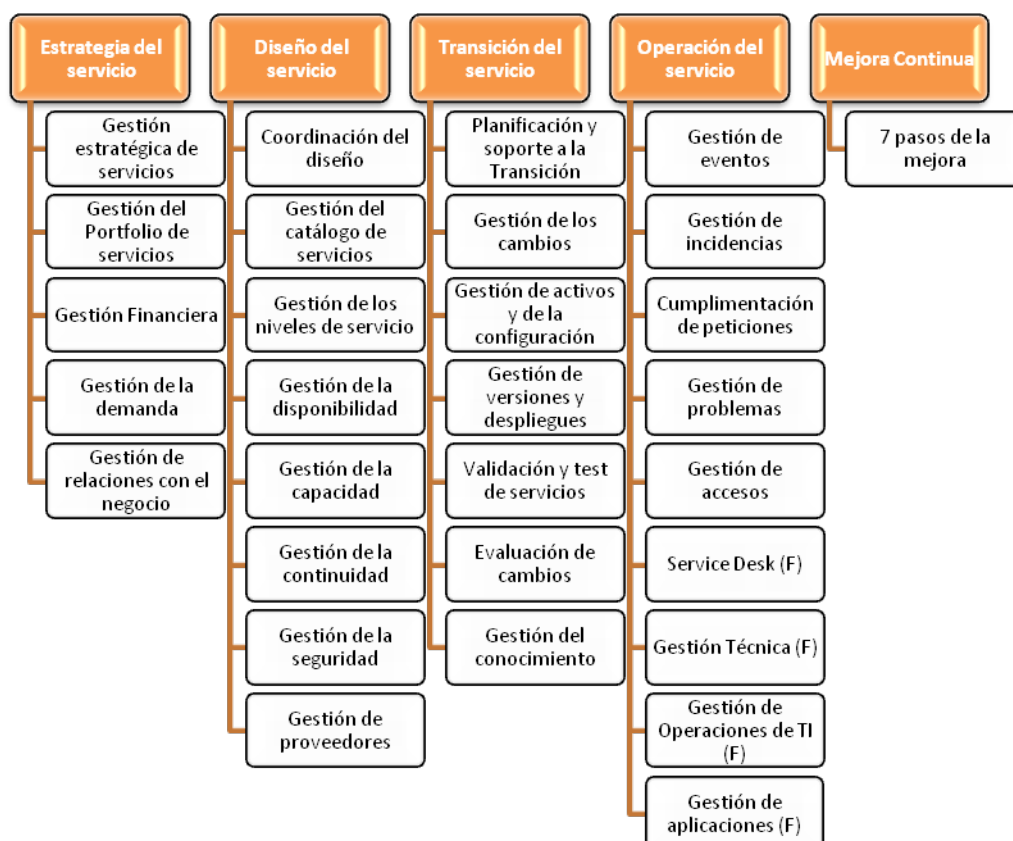 Estrategia del
servicio
Gestión
estratégica de
servicios
Gestión del
Portfolio de
servicios
Gestión Financiera
Gestión de la
demanda
Gestión de
relaciones con el
negocio
Diseño del
servicio
Coordinación del
diseño
Gestión del
catálogo de
servicios
Gestión de los
niveles de servicio
Gestión de la
disponibilidad
Gestión de la
capacidad
Gestión de la
continuidad
Gestión de la
seguridad
Gestión de
proveedores
Transición del
servicio
Planificación y
soporte a la
Transición
Gestión de los
cambios
Gestión de activos
y de la
configuración
Gestión de
versiones y
despliegues
Validación y test
de servicios
Evaluación de
cambios
Gestión del
conocimiento
Operación del
servicio
Gestión de
eventos
Gestión de
incidencias
Cumplimentación
de peticiones
Gestión de
problemas
Gestión de
accesos
Service Desk (F)
Gestión Técnica (F)
Gestión de
Operaciones de TI
(F)
Gestión de
aplicaciones (F)
Mejora Continua
7 pasos de la
mejora